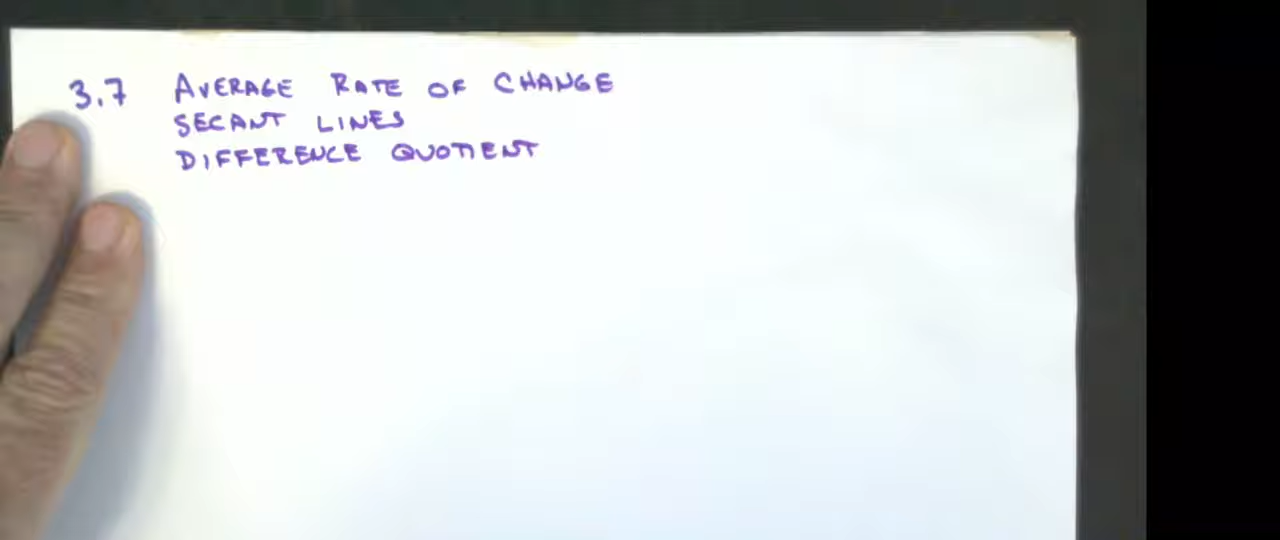 3.7 AVERAGE RATE OF CHANGE
SECANT LINES
DIFFERENCE QUOTIENT